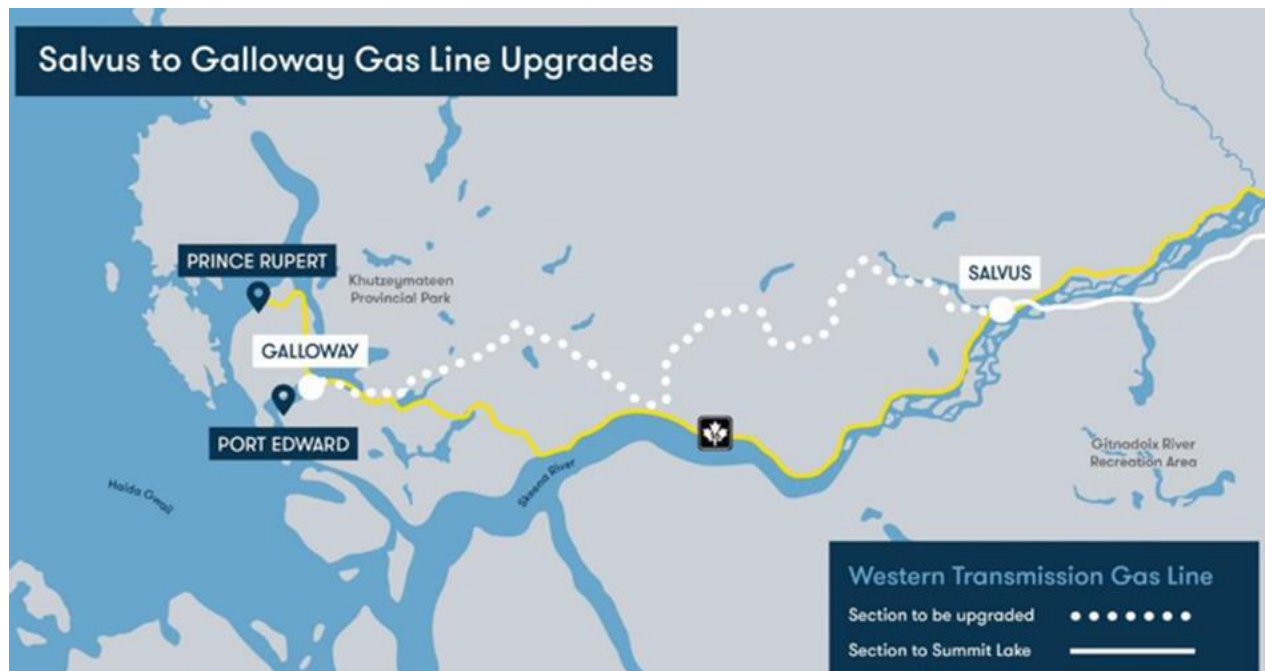 Salvus to Galloway Gas Line Upgrades
PRINCE RUPERT
Khutzeymateen
Provincial Park
SALVUS
GALLOWAY
PORT EDWARD
Gitnadoix River
Recreation Area
Skeena River
Haida Gwaii
Western Transmission Gas Line
Section to be upgraded
Section to Summit Lake